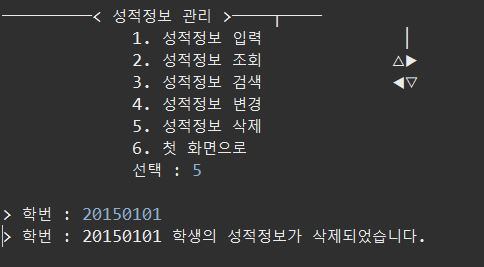 < 성적정보 관리 >
1. 성적정보 입력
2. 성적정보 조회
3. 성적정보 검색
4. 성적정보 변경
5. 성적정보 삭제
6. 첫 화면으로
선택 : 5
> 학번 : 20150101
> 학번 : 20150101 학생의 성적정보가 삭제되었습니다.